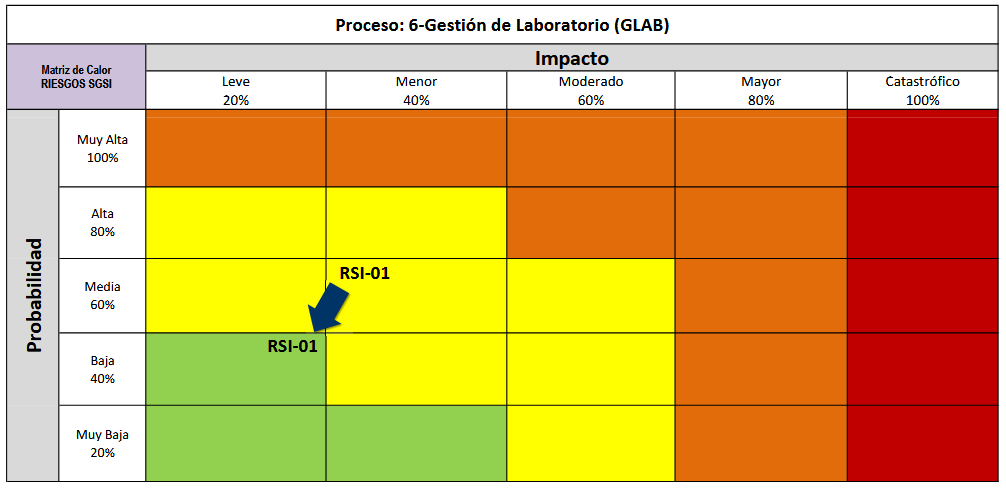 Proceso: 6-Gestión de Laboratorio (GLAB)
Matriz de Calor
RIESGOS SGSI
Impacto
Leve
20%
Menor
40%
Moderado
60%
Mayor
80%
Catastrófico
100%
Probabilidad
Muy Alta
100%
Alta
80%
Media
60%
RSI-01
Baja
40%
RSI-01
Muy Baja
20%